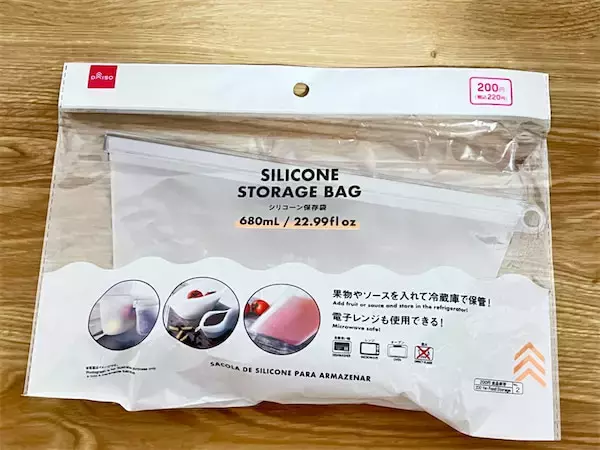 DAISO
200円
(税込220円)
SILICONE
STORAGE BAG
シリコーン保存袋
680mL / 22.99fl oz
果物やソースを入れて冷蔵庫で保管!
Add fruit or sauce and store in the refrigerator!
電子レンジも使用できる!
Microwave safe!
SACOLA DE SILICONE PARA ARMAZENAR